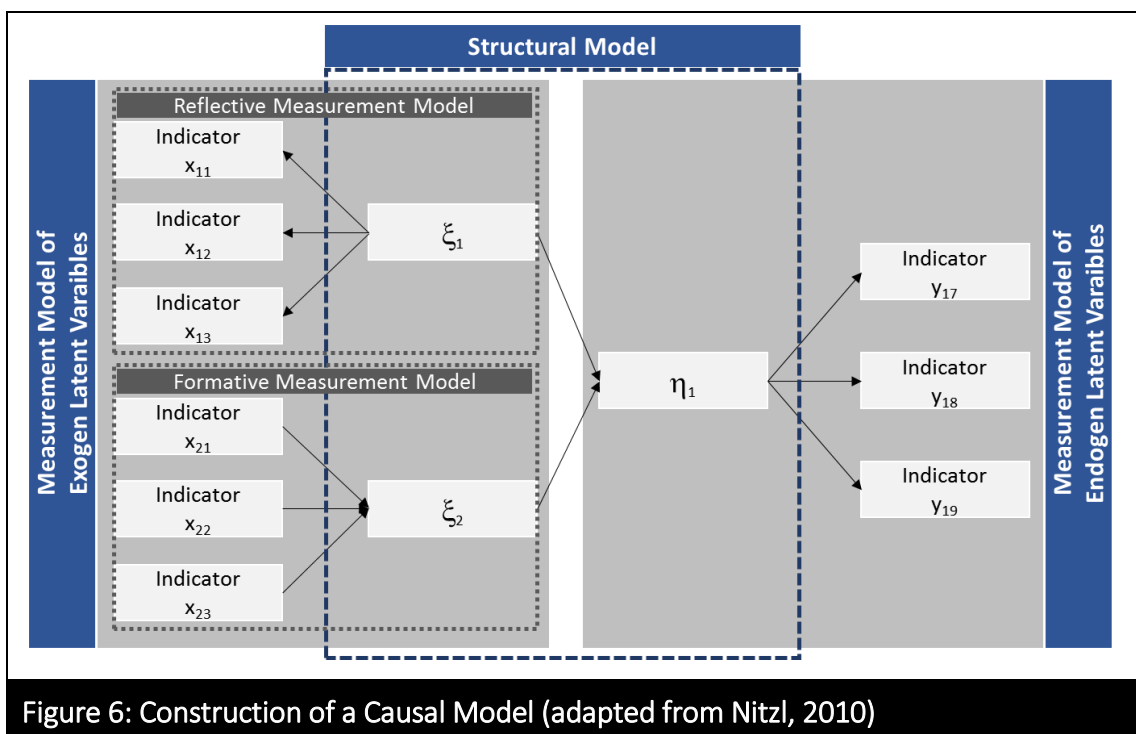 Structural Model
Measurement Model of
Exogen Latent Varaibles
Reflective Measurement Model
Indicator
x11
Indicator
x12
Indicator
x13
ξ1
Formative Measurement Model
Indicator
x21
Indicator
x22
Indicator
x23
ξ2
η1
Indicator
y17
Indicator
y18
Indicator
y19
Measurement Model of
Endogen Latent Varaibles
Figure 6: Construction of a Causal Model (adapted from Nitzl, 2010)